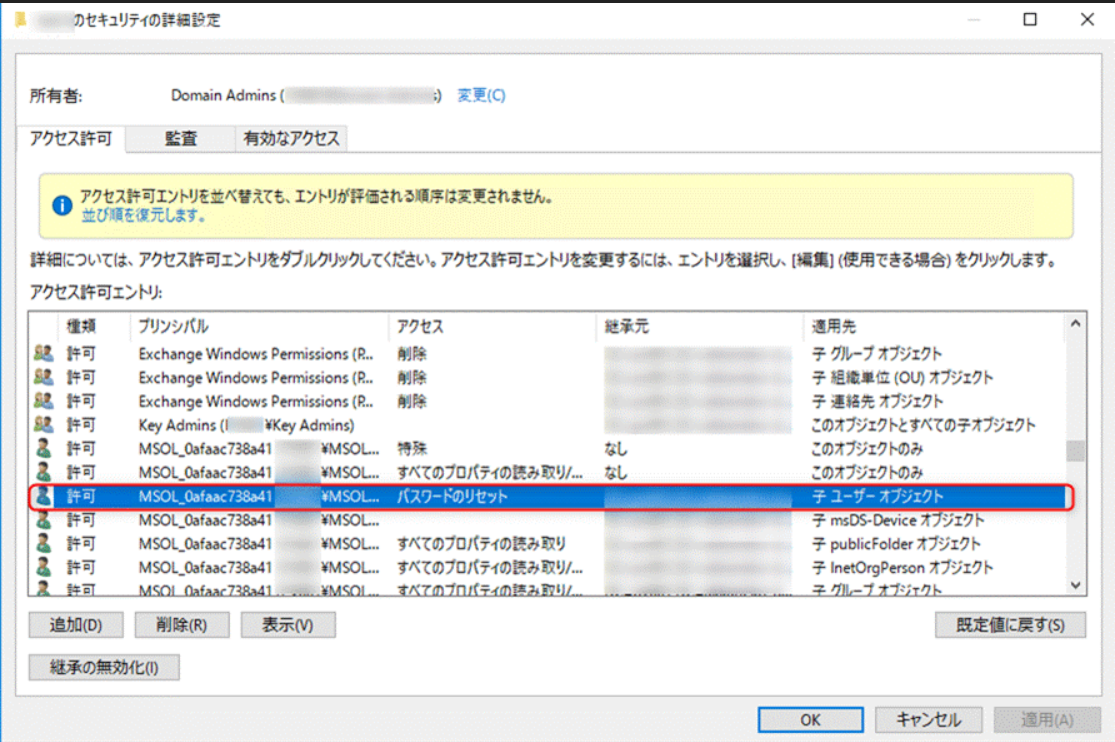 のセキュリティの詳細設定
所有者: Domain Admins ( 変更(C)
アクセス許可 監査 有効なアクセス
アクセス許可エントリを並べ替えても、エントリが評価される順序は変更されません。
並び順を復元します。
詳細については、アクセス許可エントリをダブルクリックしてください。アクセス許可エントリを変更するには、エントリを選択し、[編集] (使用できる場合) をクリックします。
アクセス許可エントリ:
種類 プリンシパル アクセス 継承元 適用先
許可 Exchange Windows Permissions (R... 削除 子 グループ オブジェクト
許可 Exchange Windows Permissions (R... 削除 子 組織単位 (OU) オブジェクト
許可 Exchange Windows Permissions (R... 削除 子 連絡先 オブジェクト
許可 Key Admins ( ¥Key Admins) このオブジェクトとすべての子オブジェクト
許可 MSOL_0afaac738a41 ¥MSOL... 特殊 なし このオブジェクトのみ
許可 MSOL_0afaac738a41 ¥MSOL... すべてのプロパティの読み取り/... なし このオブジェクトのみ
許可 MSOL_0afaac738a41 ¥MSOL... パスワードのリセット 子 ユーザー オブジェクト
許可 MSOL_0afaac738a41 ¥MSOL... 子 msDS-Device オブジェクト
許可 MSOL_0afaac738a41 ¥MSOL... すべてのプロパティの読み取り 子 publicFolder オブジェクト
許可 MSOL_0afaac738a41 ¥MSOL... すべてのプロパティの読み取り/... 子 InetOrgPerson オブジェクト
許可 MSOL_0afaac738a41 ¥MSOL... すべてのプロパティの読み取り/... 子 グループ オブジェクト
追加(D) 削除(R) 表示(V) 既定値に戻す(S)
継承の無効化(I)
OK キャンセル 適用(A)